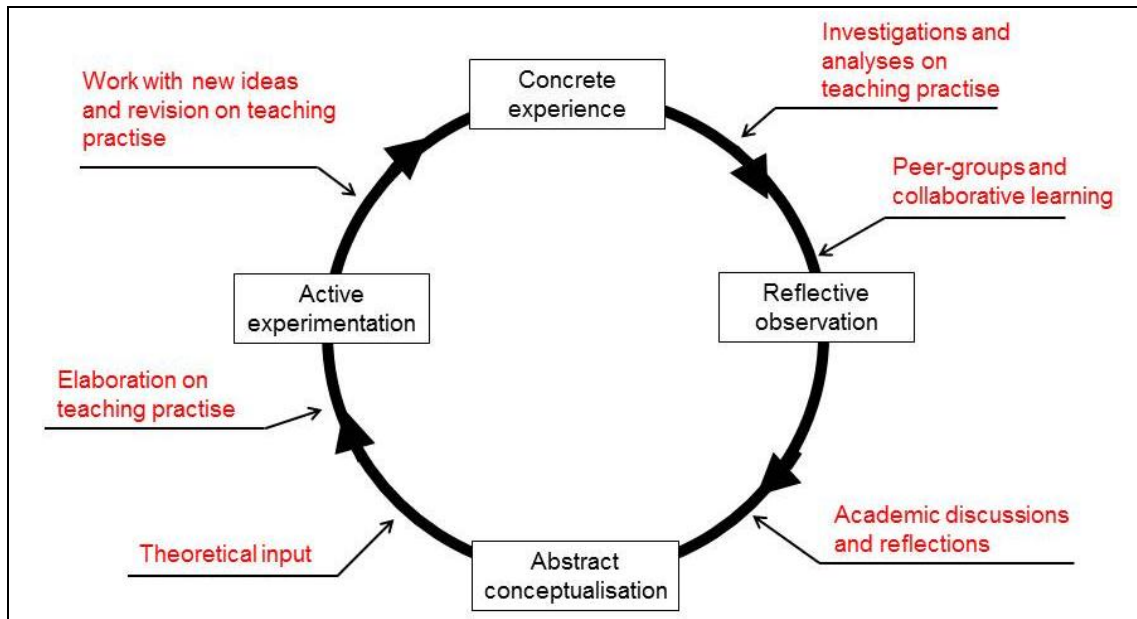 Concrete
experience
Investigations and
analyses on
teaching practise
Peer-groups and
collaborative learning
Reflective
observation
Academic discussions
and reflections
Abstract
conceptualisation
Theoretical input
Elaboration on
teaching practise
Active
experimentation
Work with new ideas
and revision on teaching
practise